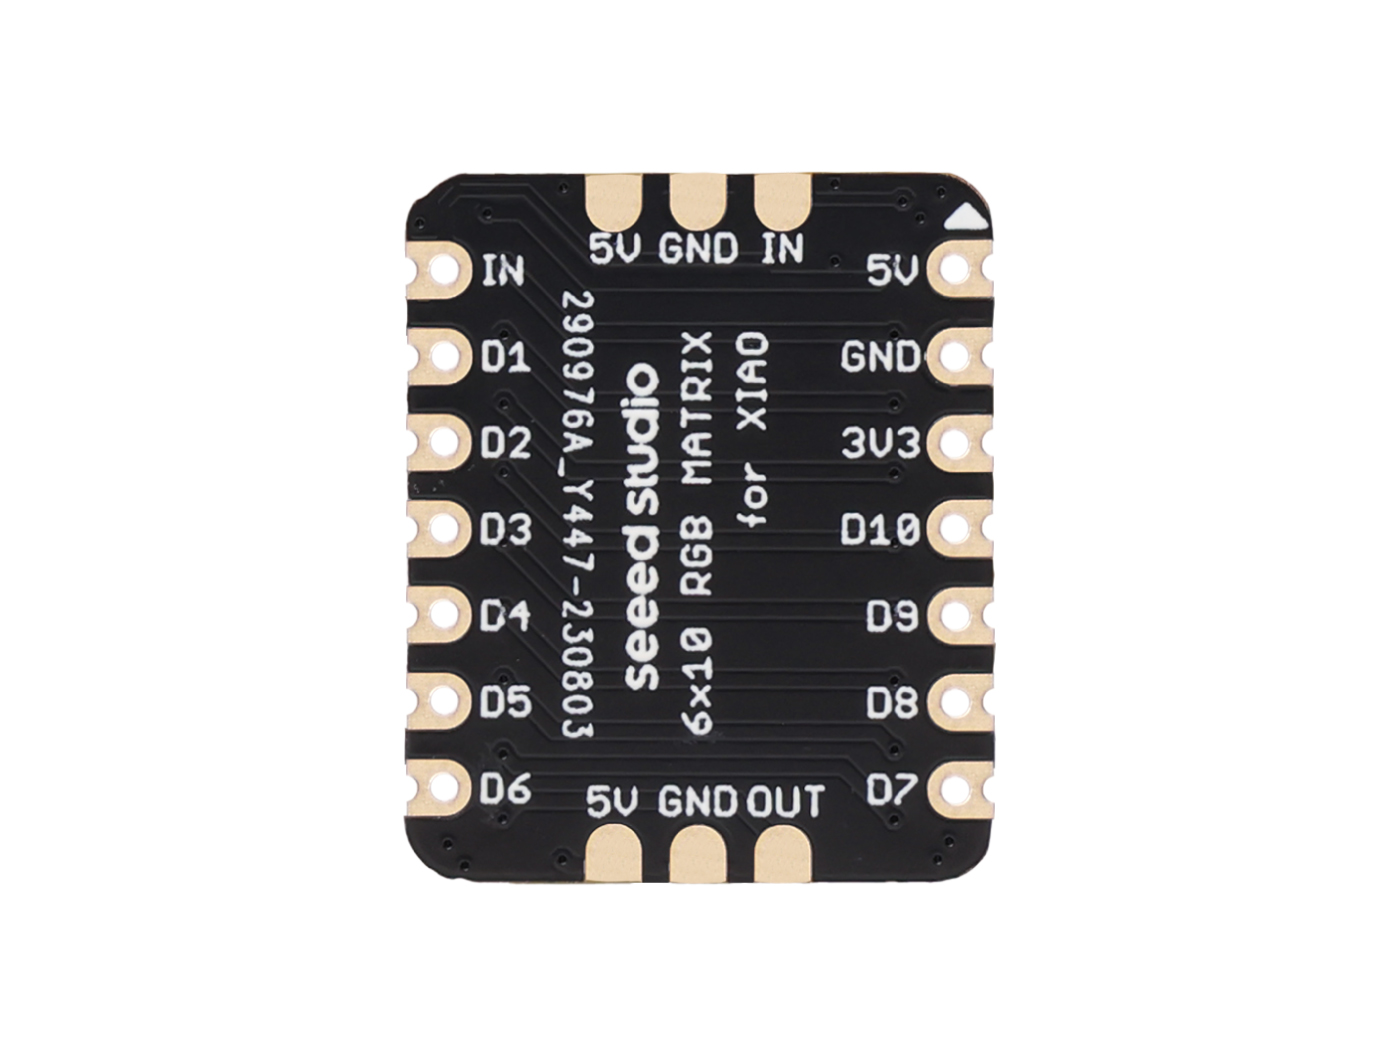 5V GND IN
IN
D1
D2
D3
D4
D5
D6
290976A_Y447-230803
seeed studio
6x10 RGB MATRIX
for XIAO
5V
GND
3V3
D10
D9
D8
D7
5V GND OUT